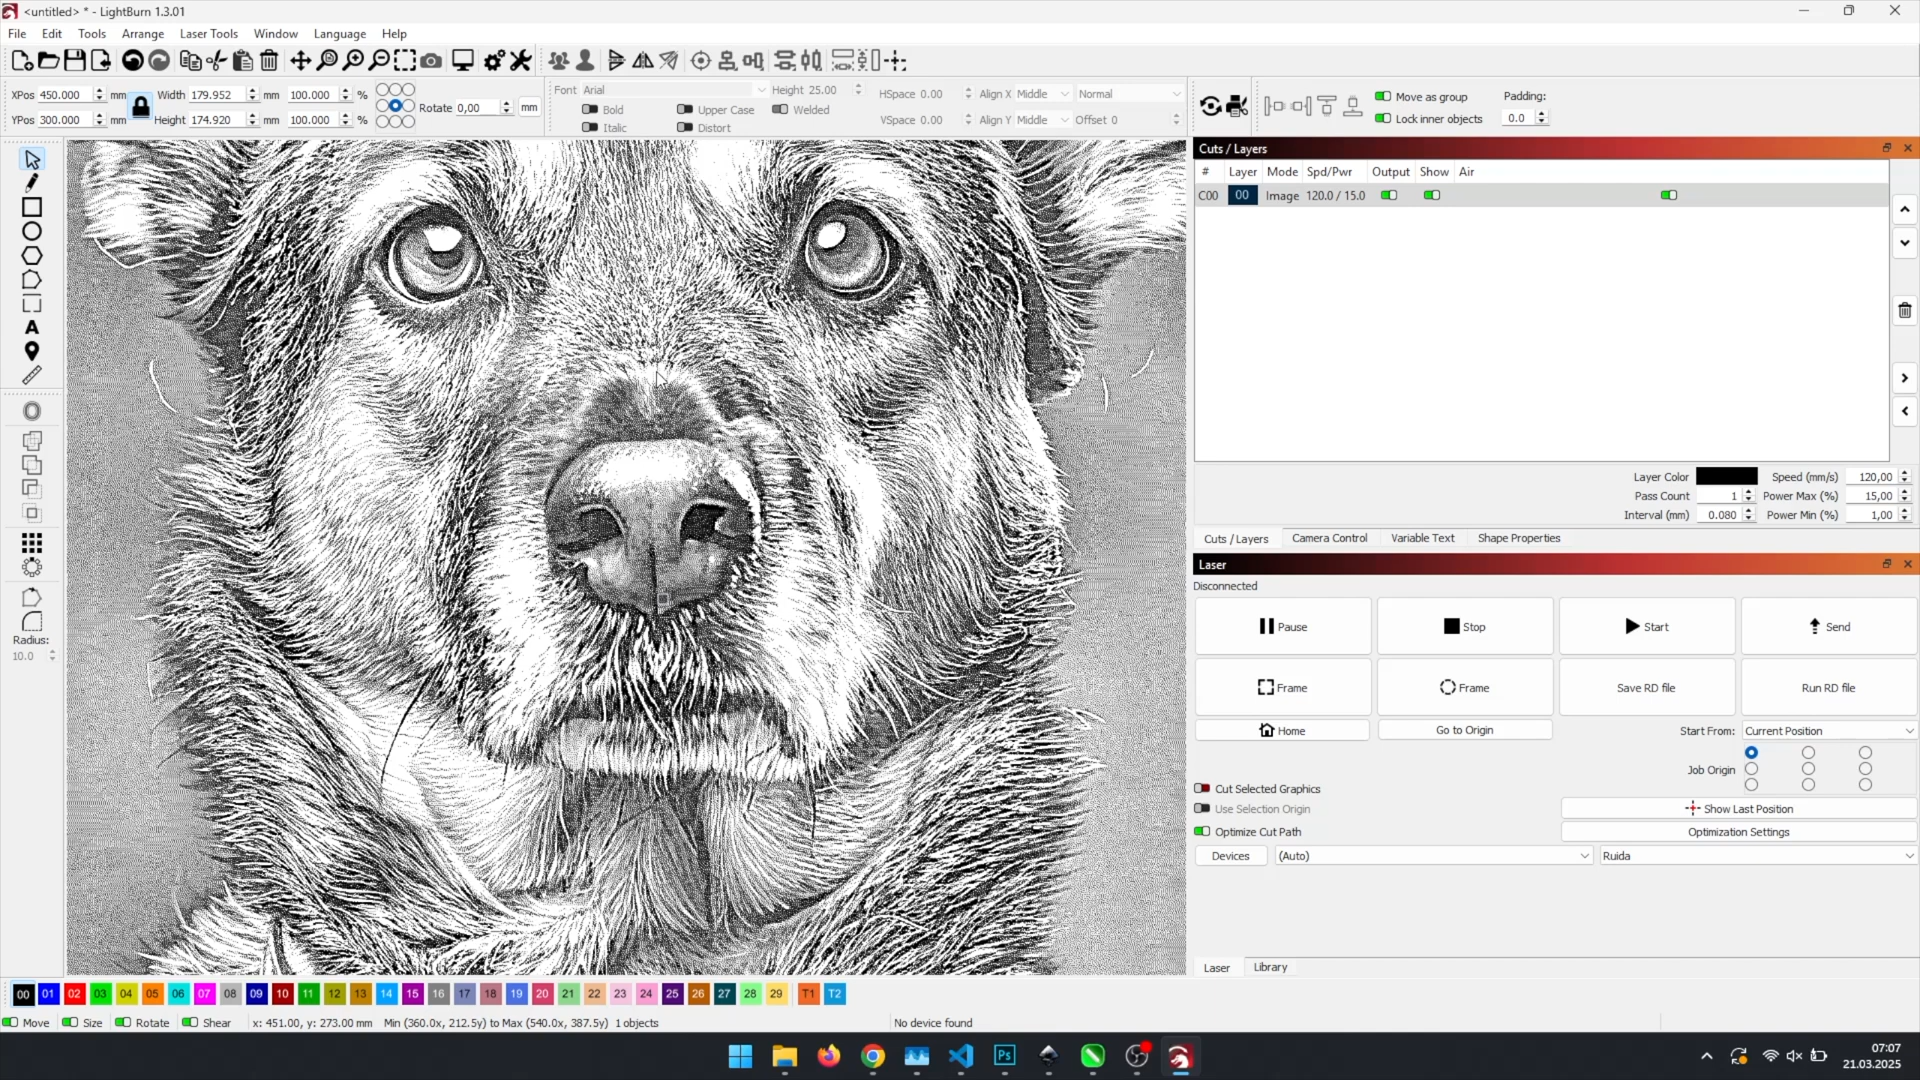 <untitled> * - LightBurn 1.3.01
File Edit Tools Arrange Laser Tools Window Language Help
XPos 450.000 mm Width 179.952 mm 100.000 % Rotate 0,00 mm
YPos 300.000 mm Height 174.920 mm 100.000 %
Font Arial Height 25.00 HSpace 0.00 Align X Middle Normal
Bold Upper Case Welded
Italic Distort VSpace 0.00 Align Y Middle Offset 0
Move as group Padding:
Lock inner objects 0.0
Cuts / Layers
# Layer Mode Spd/Pwr Output Show Air
C00 00 Image 120.0 / 15.0
Layer Color Speed (mm/s) 120,00
Pass Count 1 Power Max (%) 15,00
Interval (mm) 0.080 Power Min (%) 1,00
Cuts / Layers Camera Control Variable Text Shape Properties
Laser
Disconnected
Pause Stop Start Send
Frame Frame Save RD file Run RD file
Home Go to Origin Start From: Current Position
Job Origin
Cut Selected Graphics
Use Selection Origin Show Last Position
Optimize Cut Path Optimization Settings
Devices (Auto) Ruida
Laser Library
A
Radius:
10.0
00 01 02 03 04 05 06 07 08 09 10 11 12 13 14 15 16 17 18 19 20 21 22 23 24 25 26 27 28 29 T1 T2
Move Size Rotate Shear x: 451.00, y: 273.00 mm Min (360.0x, 212.5y) to Max (540.0x, 387.5y) 1 objects No device found
Ps
07:07
21.03.2025